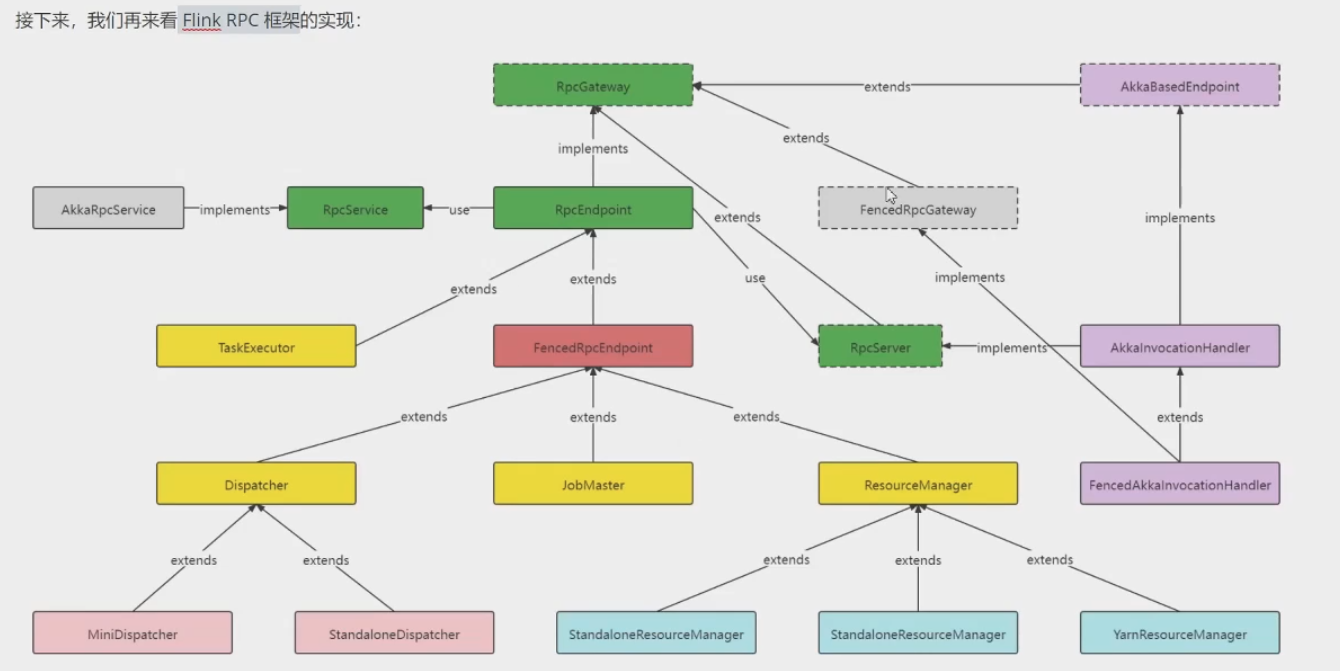 接下来，我们再来看 Flink RPC 框架的实现：
RpcGateway
extends
AkkaBasedEndpoint
extends
implements
AkkaRpcService
implements
RpcService
use
RpcEndpoint
extends
FencedRpcGateway
implements
extends
extends
use
implements
TaskExecutor
FencedRpcEndpoint
RpcServer
implements
AkkaInvocationHandler
extends
extends
extends
extends
Dispatcher
JobMaster
ResourceManager
FencedAkkaInvocationHandler
extends
extends
extends
extends
extends
MiniDispatcher
StandaloneDispatcher
StandaloneResourceManager
StandaloneResourceManager
YarnResourceManager